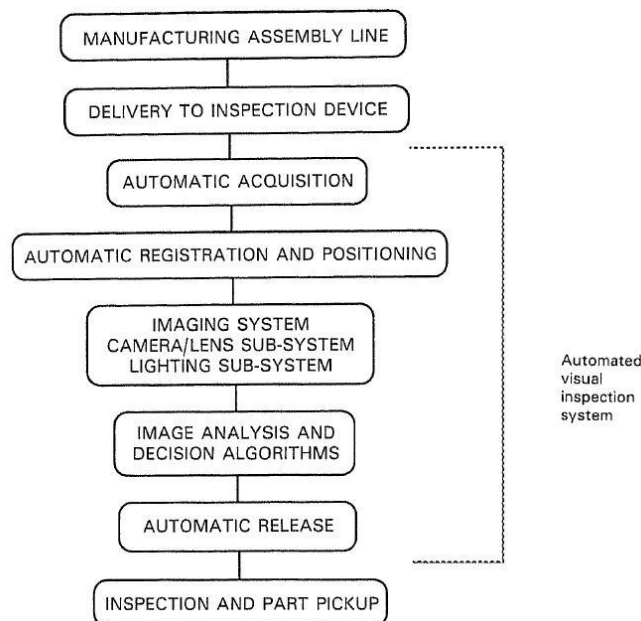 MANUFACTURING ASSEMBLY LINE
DELIVERY TO INSPECTION DEVICE
AUTOMATIC ACQUISITION
AUTOMATIC REGISTRATION AND POSITIONING
IMAGING SYSTEM
CAMERA/LENS SUB-SYSTEM
LIGHTING SUB-SYSTEM
Automated
visual
inspection
system
IMAGE ANALYSIS AND
DECISION ALGORITHMS
AUTOMATIC RELEASE
INSPECTION AND PART PICKUP